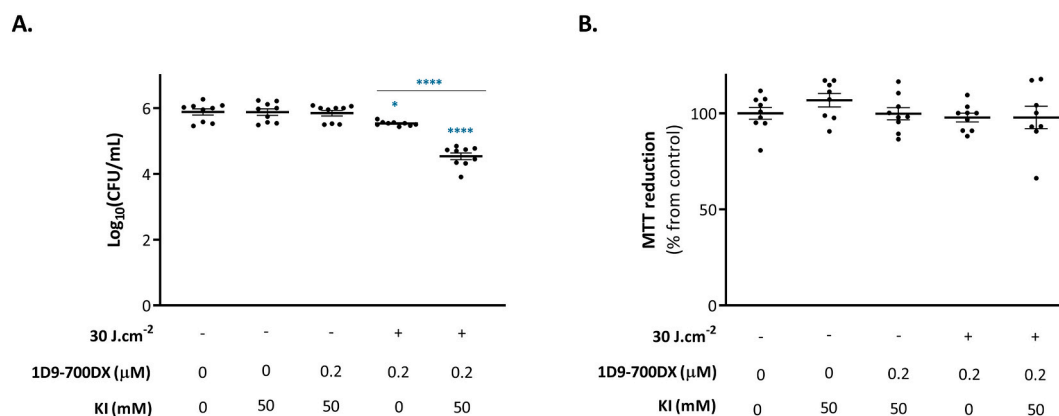 A.
B.
****
*
****
Log10(CFU/mL)
6
4
2
0
30 J.cm-2 - - - + +
1D9-700DX (μM) 0 0 0.2 0.2 0.2
KI (mM) 0 50 50 0 50
MTT reduction
(% from control)
100
50
0
30 J.cm-2 - - - + +
1D9-700DX (μM) 0 0 0.2 0.2 0.2
KI (mM) 0 50 50 0 50